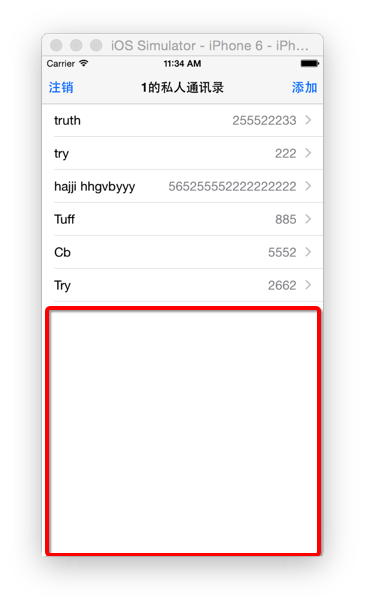 iOS Simulator - iPhone 6 - iPh...
Carrier 11:34 AM
注销 1的私人通讯录 添加
truth 255522233
try 222
hajji hhgvbyyy 565255552222222222
Tuff 885
Cb 5552
Try 2662